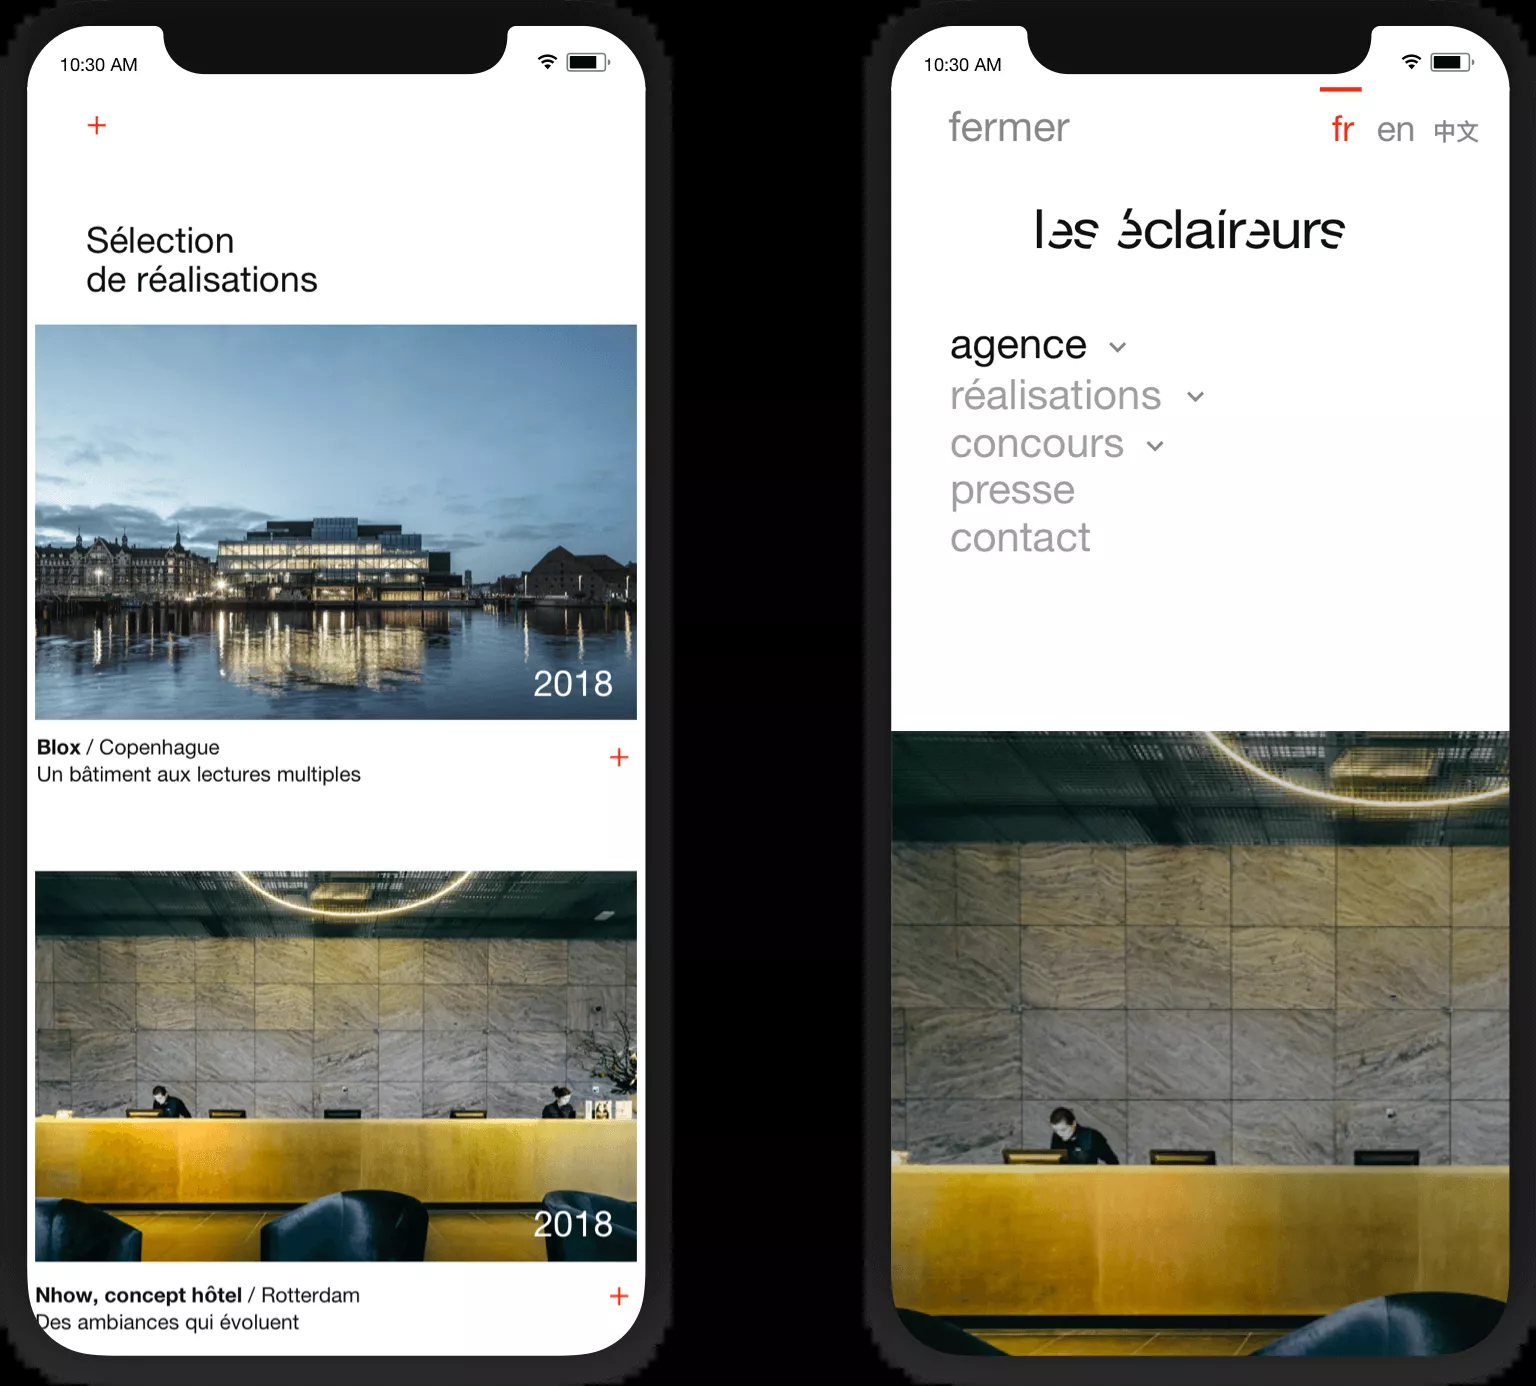 10:30 AM
+
Sélection
de réalisations
2018
Blox / Copenhague
+
Un bâtiment aux lectures multiples
2018
Nhow, concept hôtel / Rotterdam
+
Des ambiances qui évoluent
10:30 AM
fermer fr en 中文
les éclaireurs
agence
réalisations
concours
presse
contact